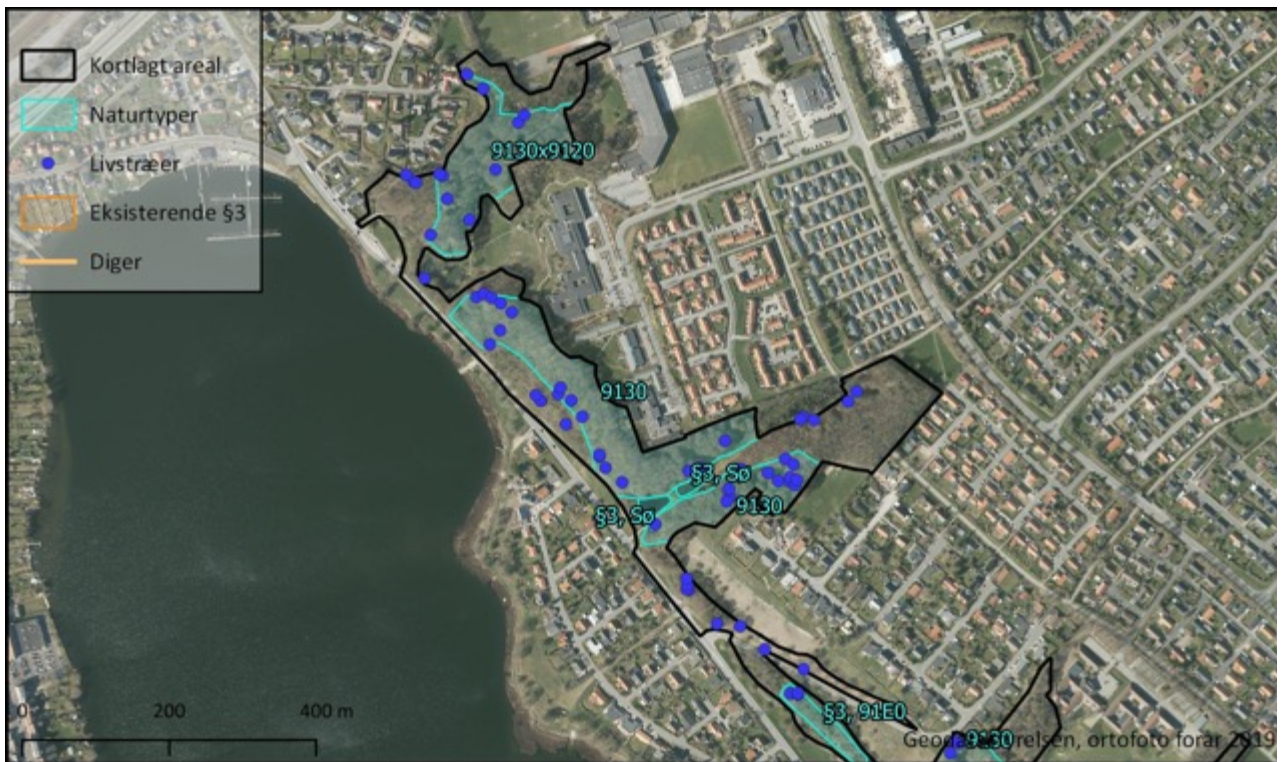 Kortlagt areal
Naturtyper
Livstræer
Eksisterende §3
Diger
9130x9120
9130
§3, Sø
9130
§3, Sø
§3, 91E0
9130
0 200 400 m
ortofoto forår 2019